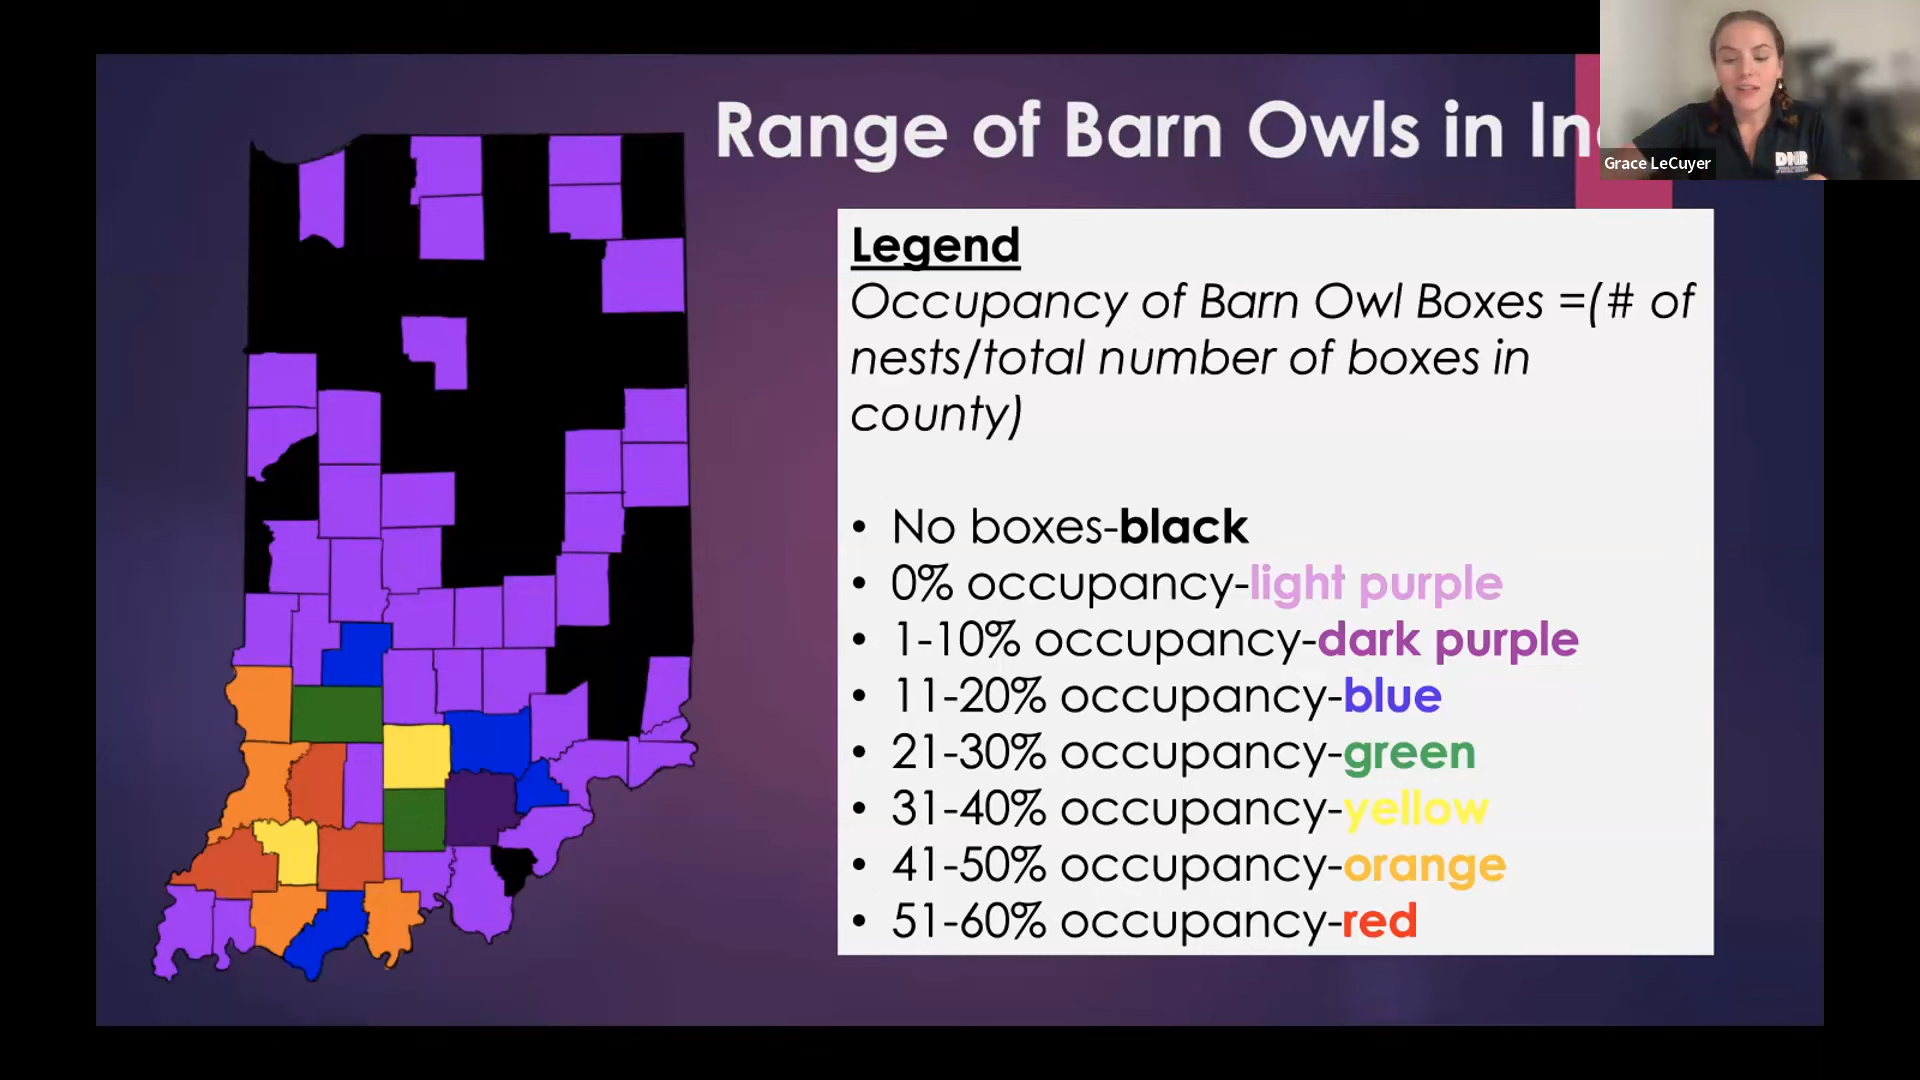 Range of Barn Owls in In
Grace LeCuyer
DNR
Legend
Occupancy of Barn Owl Boxes =(# of
nests/total number of boxes in
county)
• No boxes-black
• 0% occupancy-light purple
• 1-10% occupancy-dark purple
• 11-20% occupancy-blue
• 21-30% occupancy-green
• 31-40% occupancy-yellow
• 41-50% occupancy-orange
• 51-60% occupancy-red